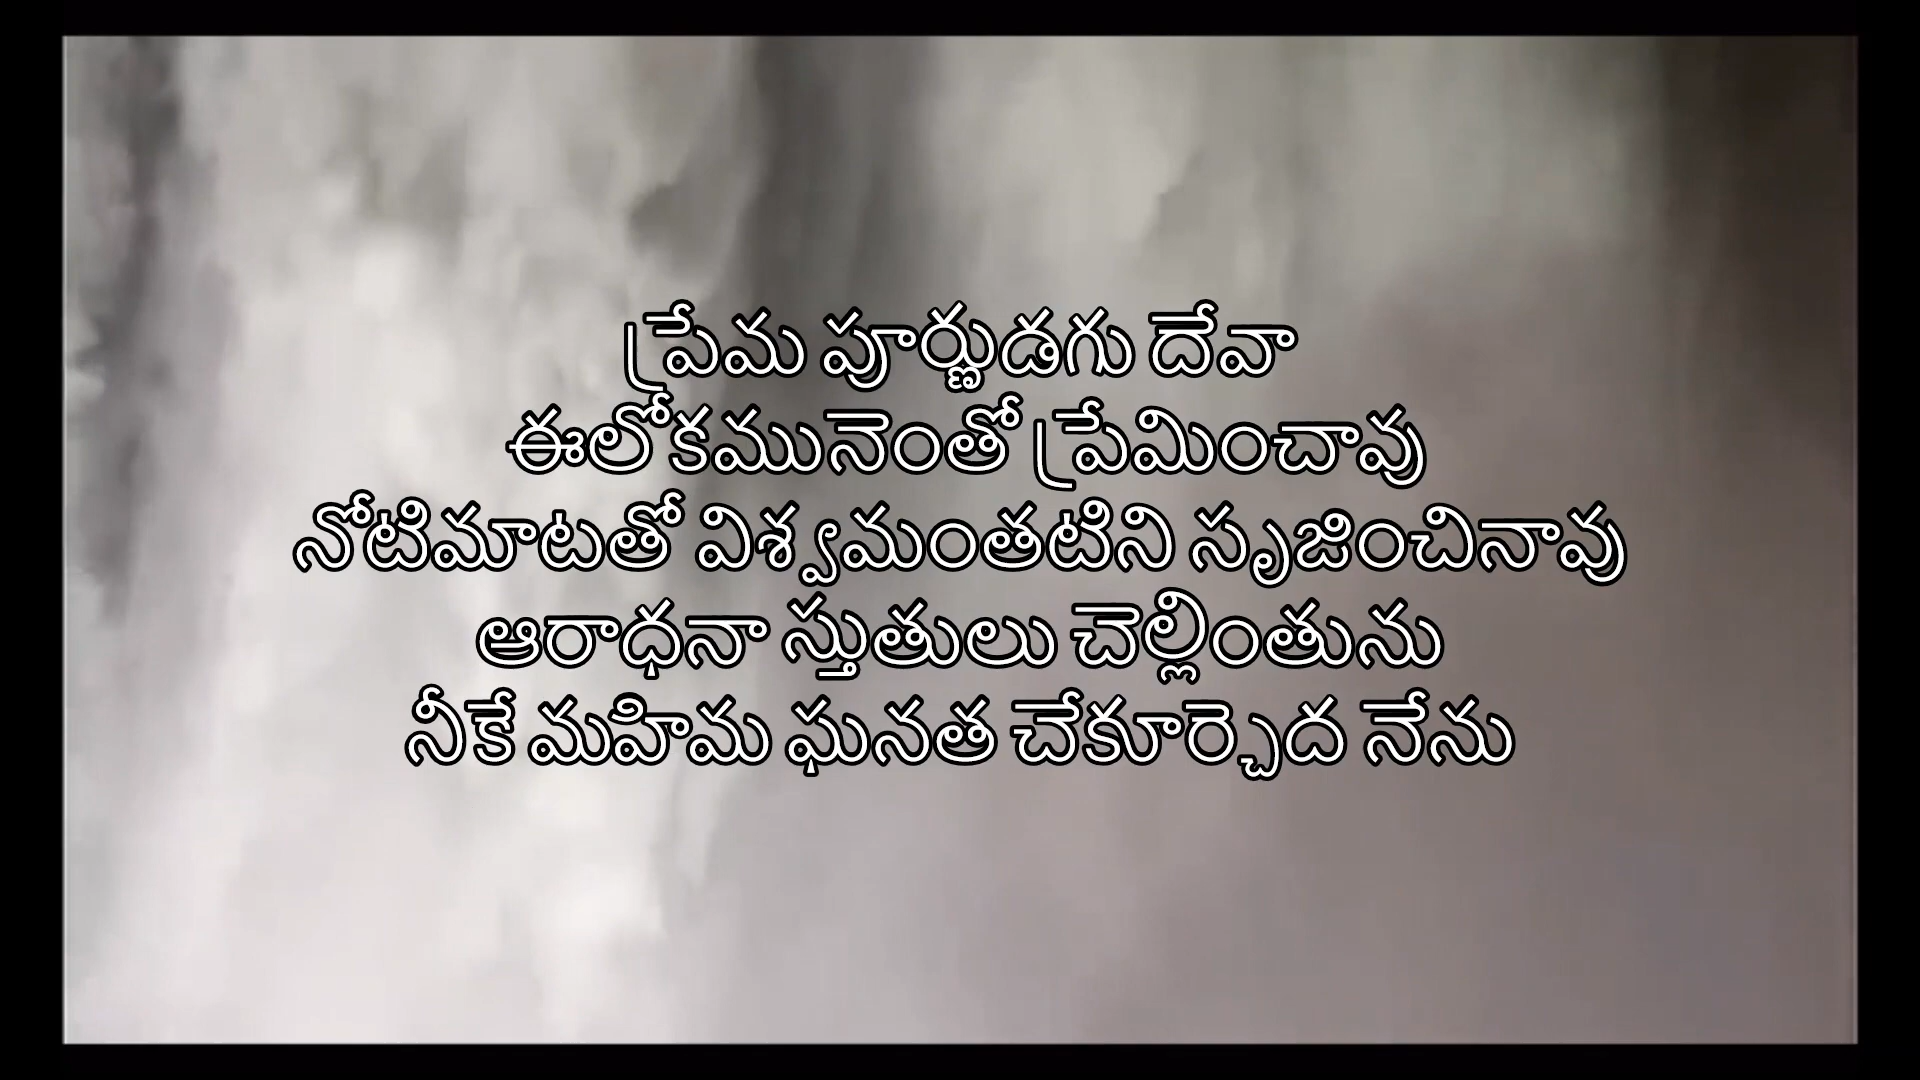 ప్రేమ పూర్ణుడగు దేవా
ఈలోకమునెంతో ప్రేమించావు
నోటిమాటతో విశ్వమంతటిని సృజించినావు
ఆరాధనా స్తుతులు చెల్లింతును
నీకే మహిమ ఘనత చేకూర్చెద నేను